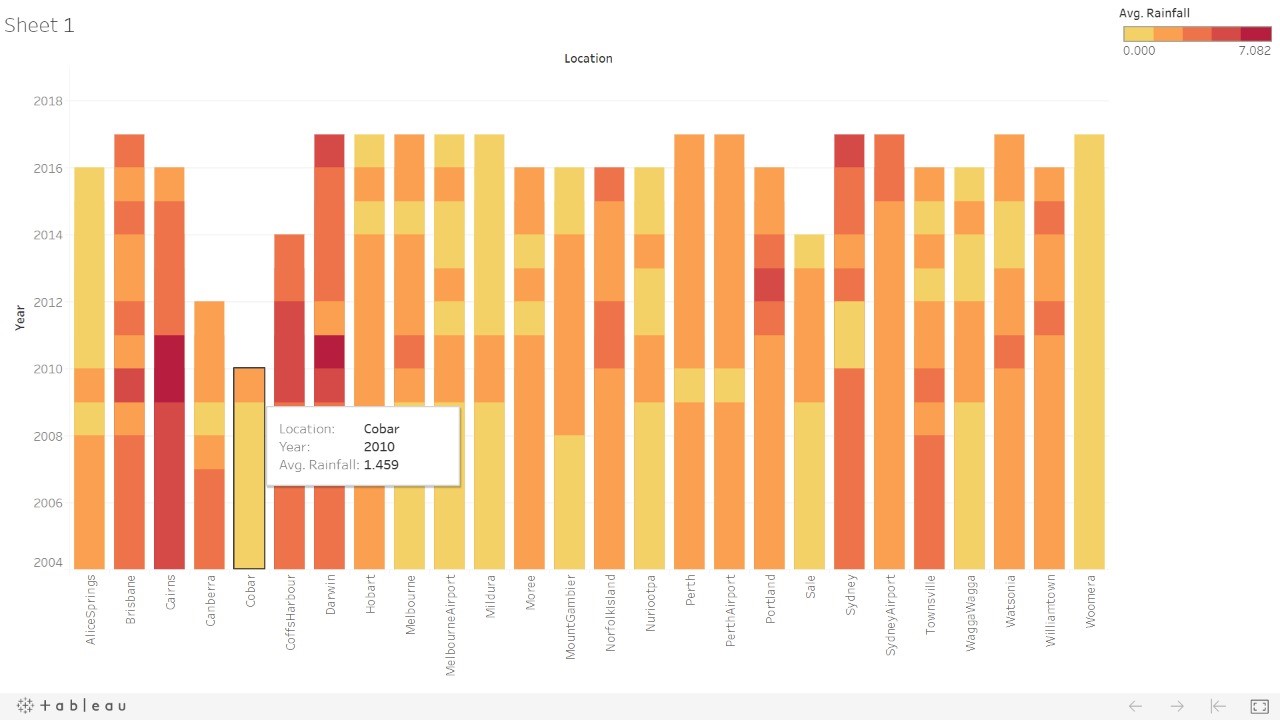 Sheet 1
Avg. Rainfall
0.000 7.082
Location
Year
2018
2016
2014
2012
2010
2008
2006
2004
Location: Cobar
Year: 2010
Avg. Rainfall: 1.459
AliceSprings
Brisbane
Cairns
Canberra
Cobar
CoffsHarbour
Darwin
Hobart
Melbourne
MelbourneAirport
Mildura
Moree
MountGambier
NorfolkIsland
Nuriootpa
Perth
PerthAirport
Portland
Sale
Sydney
SydneyAirport
Townsville
WaggaWagga
Watsonia
Williamtown
Woomera
+ableau